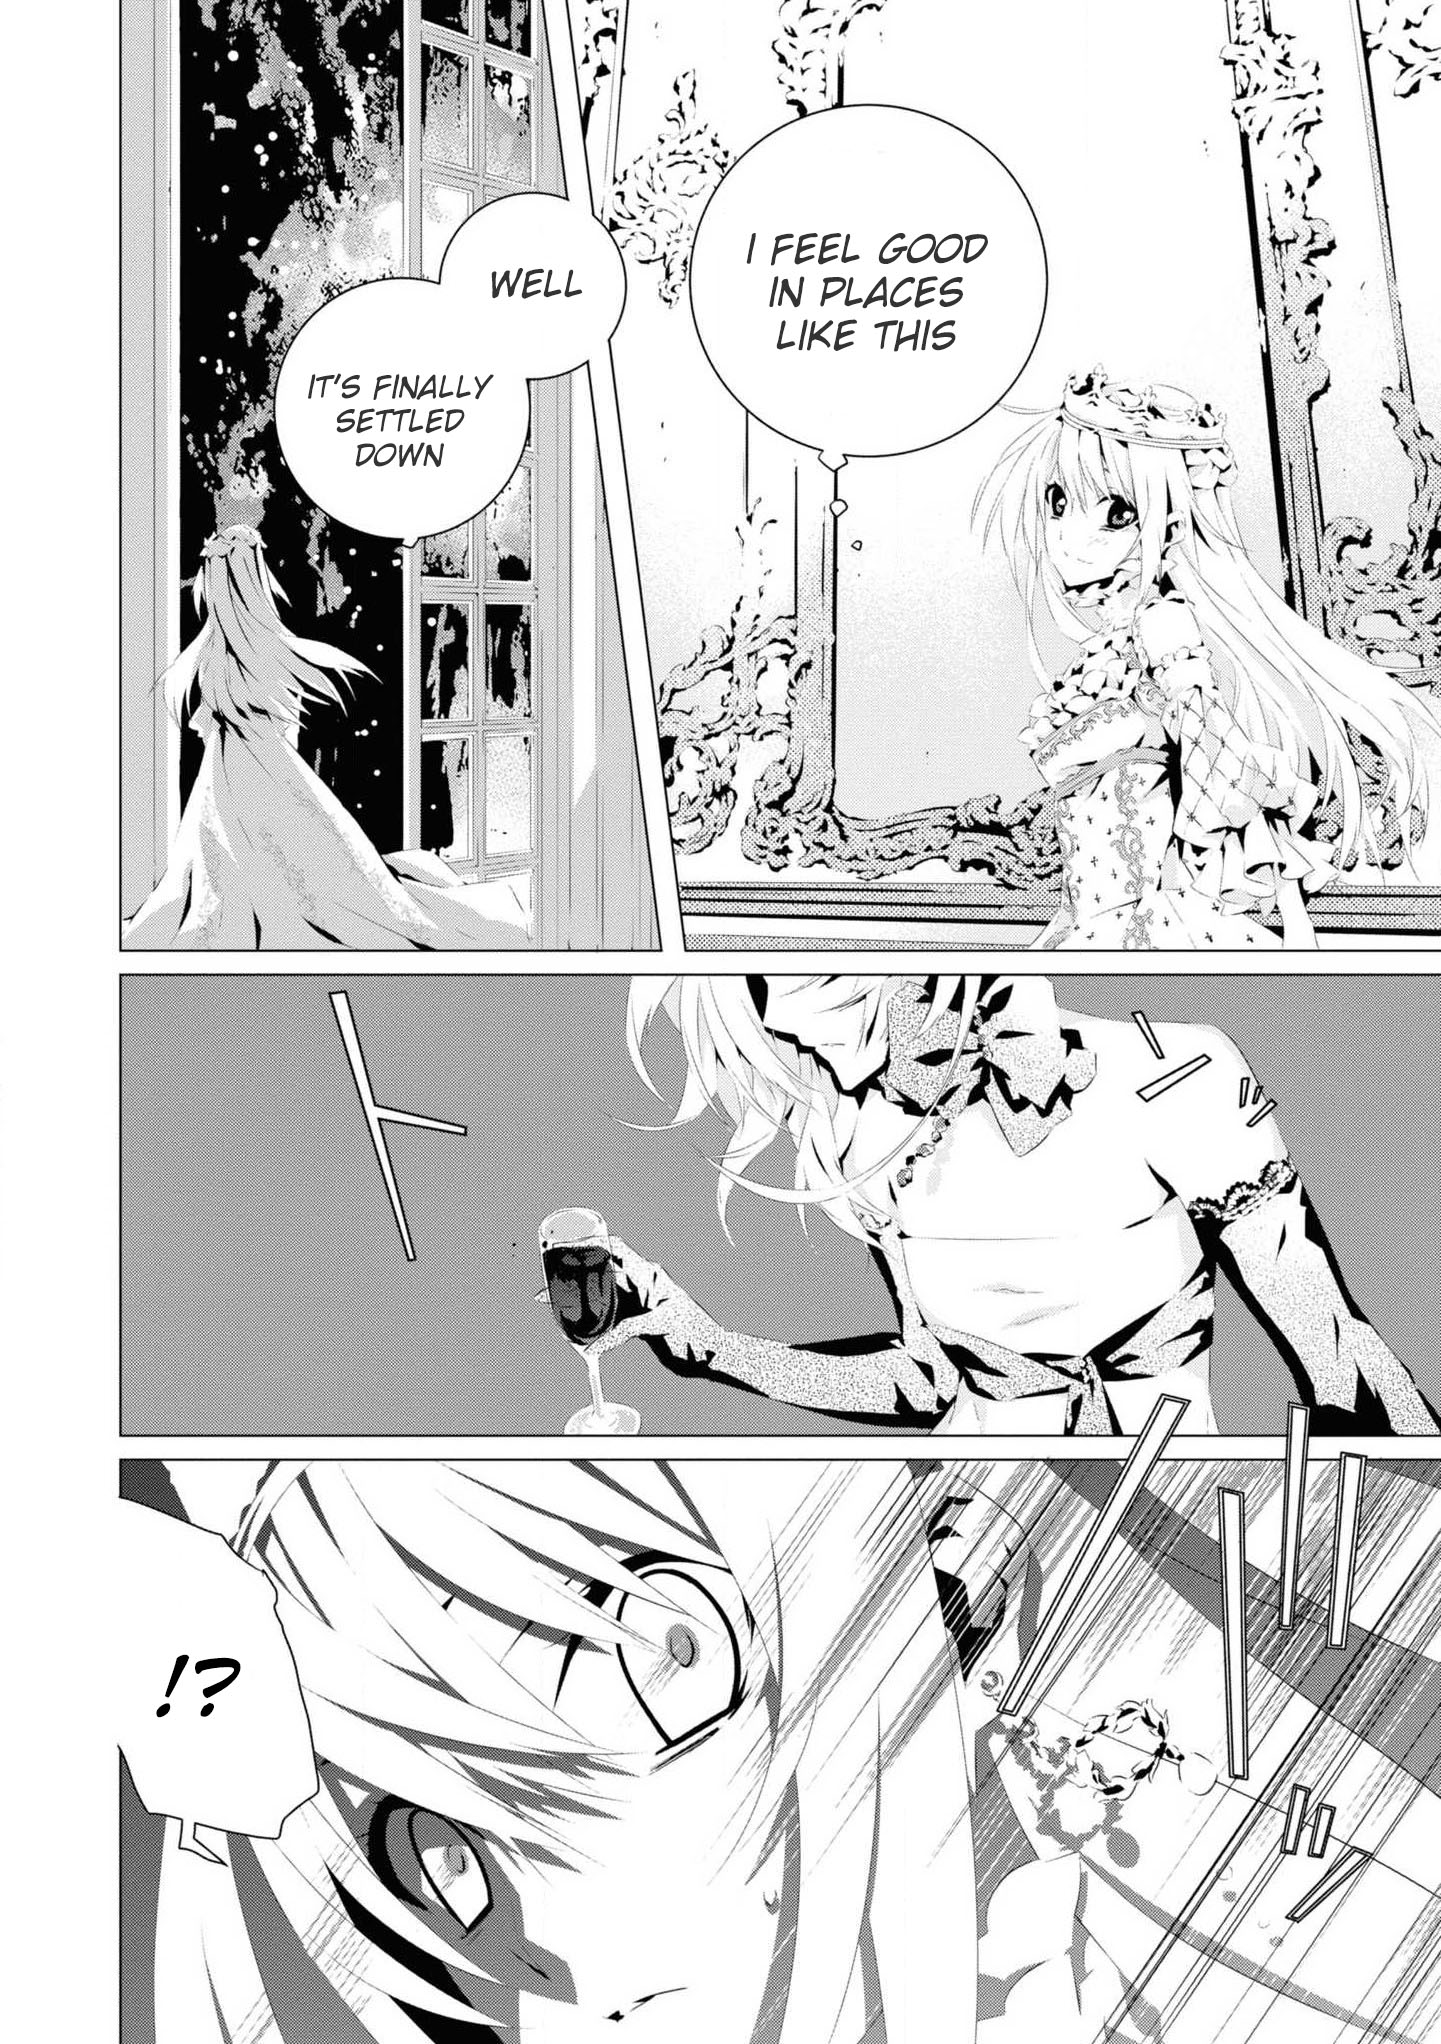 I FEEL GOOD
IN PLACES
LIKE THIS
WELL
IT'S FINALLY
SETTLED
DOWN
!?